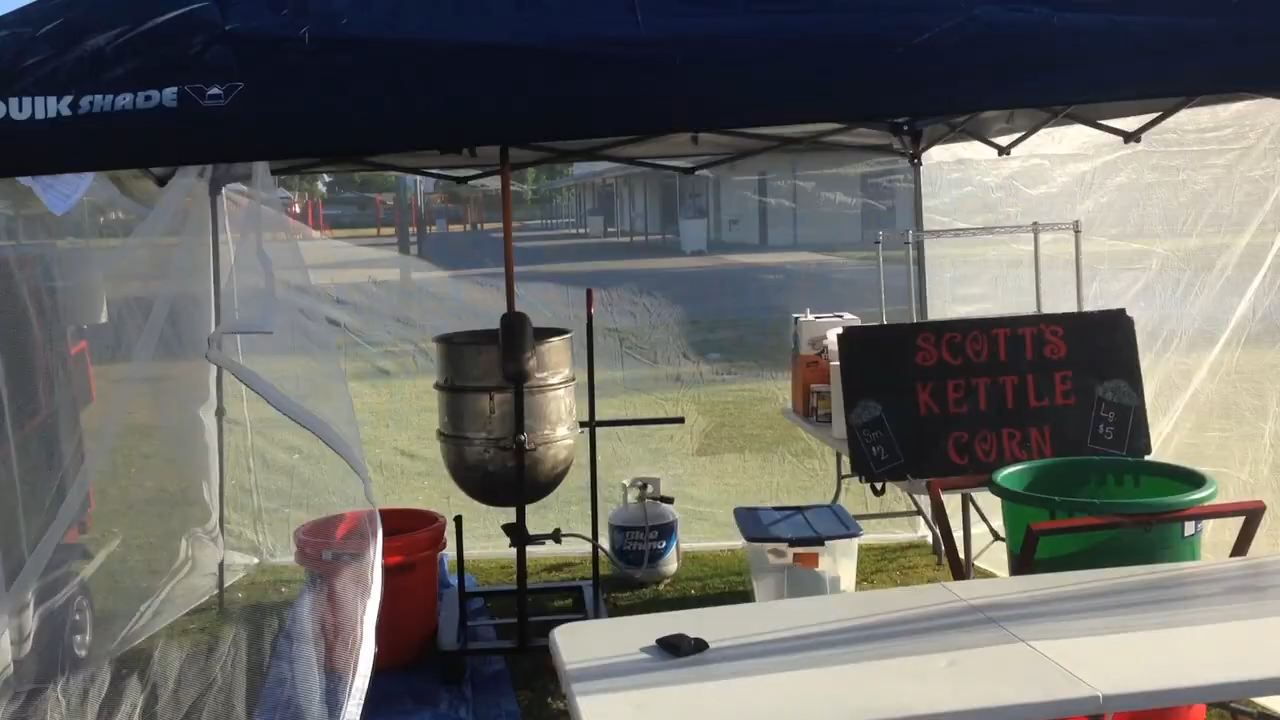 QUIK SHADE
SCOTT'S
KETTLE
CORN
Sm
$2
Lg
$5
Blue
Rhino